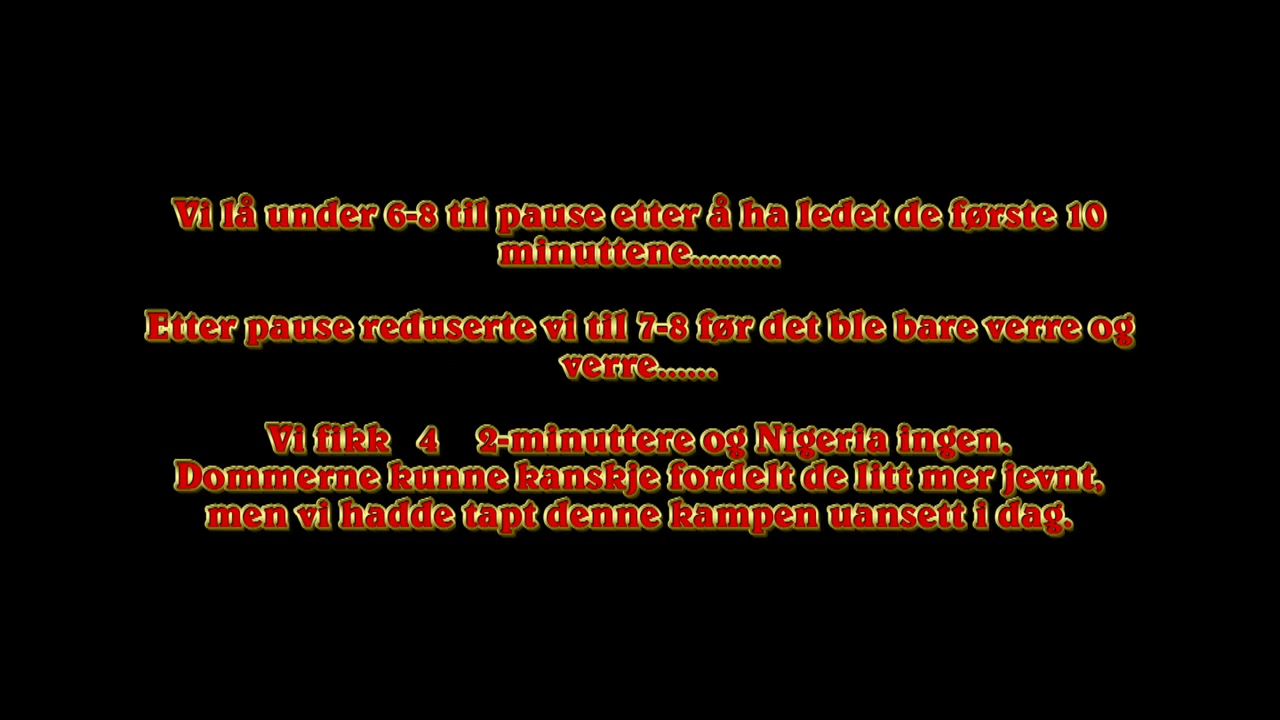 Vi lå under 6-8 til pause etter å ha ledet de første 10
minuttene.........
Etter pause reduserte vi til 7-8 før det ble bare verre og
verre......
Vi fikk 4 2-minuttere og Nigeria ingen.
Dommerne kunne kanskje fordelt de litt mer jevnt,
men vi hadde tapt denne kampen uansett i dag.